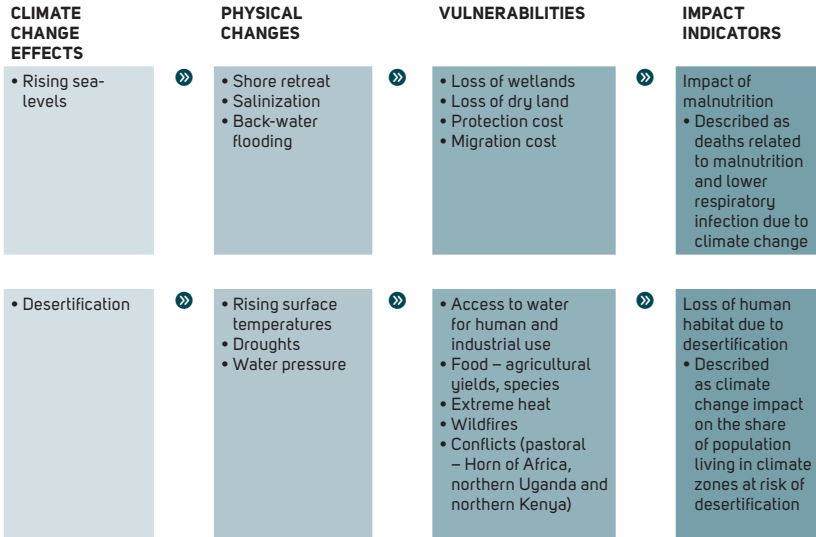 CLIMATE
CHANGE
EFFECTS
PHYSICAL
CHANGES
VULNERABILITIES
IMPACT
INDICATORS
• Rising sea-
levels
• Shore retreat
• Salinization
• Back-water
flooding
• Loss of wetlands
• Loss of dry land
• Protection cost
• Migration cost
Impact of
malnutrition
• Described as
deaths related
to malnutrition
and lower
respiratory
infection due to
climate change
• Desertification
• Rising surface
temperatures
• Droughts
• Water pressure
• Access to water
for human and
industrial use
• Food – agricultural
yields, species
• Extreme heat
• Wildfires
• Conflicts (pastoral
– Horn of Africa,
northern Uganda and
northern Kenya)
Loss of human
habitat due to
desertification
• Described
as climate
change impact
on the share
of population
living in climate
zones at risk of
desertification